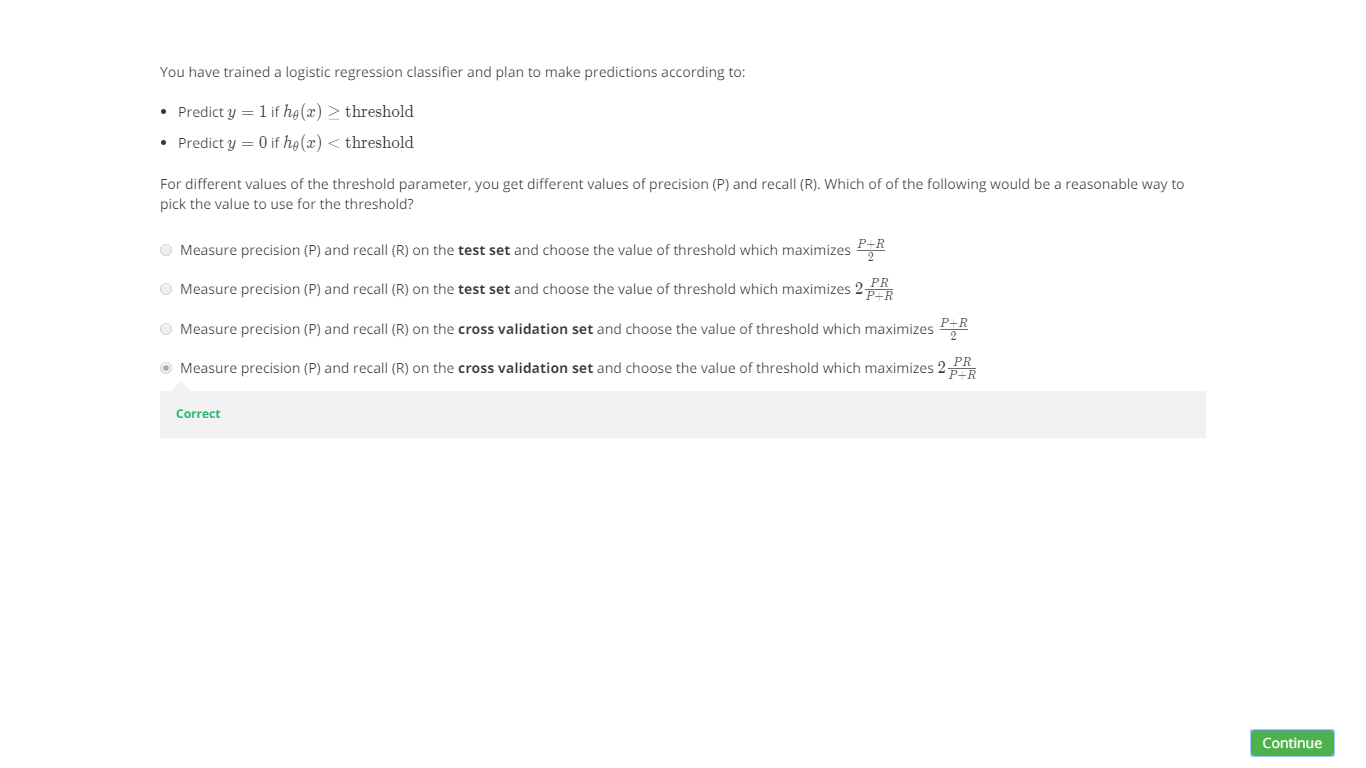 You have trained a logistic regression classifier and plan to make predictions according to:
• Predict y = 1 if hθ(x) ≥ threshold
• Predict y = 0 if hθ(x) < threshold
For different values of the threshold parameter, you get different values of precision (P) and recall (R). Which of of the following would be a reasonable way to
pick the value to use for the threshold?
Measure precision (P) and recall (R) on the test set and choose the value of threshold which maximizes P+R/2
Measure precision (P) and recall (R) on the test set and choose the value of threshold which maximizes 2 PR/P+R
Measure precision (P) and recall (R) on the cross validation set and choose the value of threshold which maximizes P+R/2
Measure precision (P) and recall (R) on the cross validation set and choose the value of threshold which maximizes 2 PR/P+R
Correct
Continue